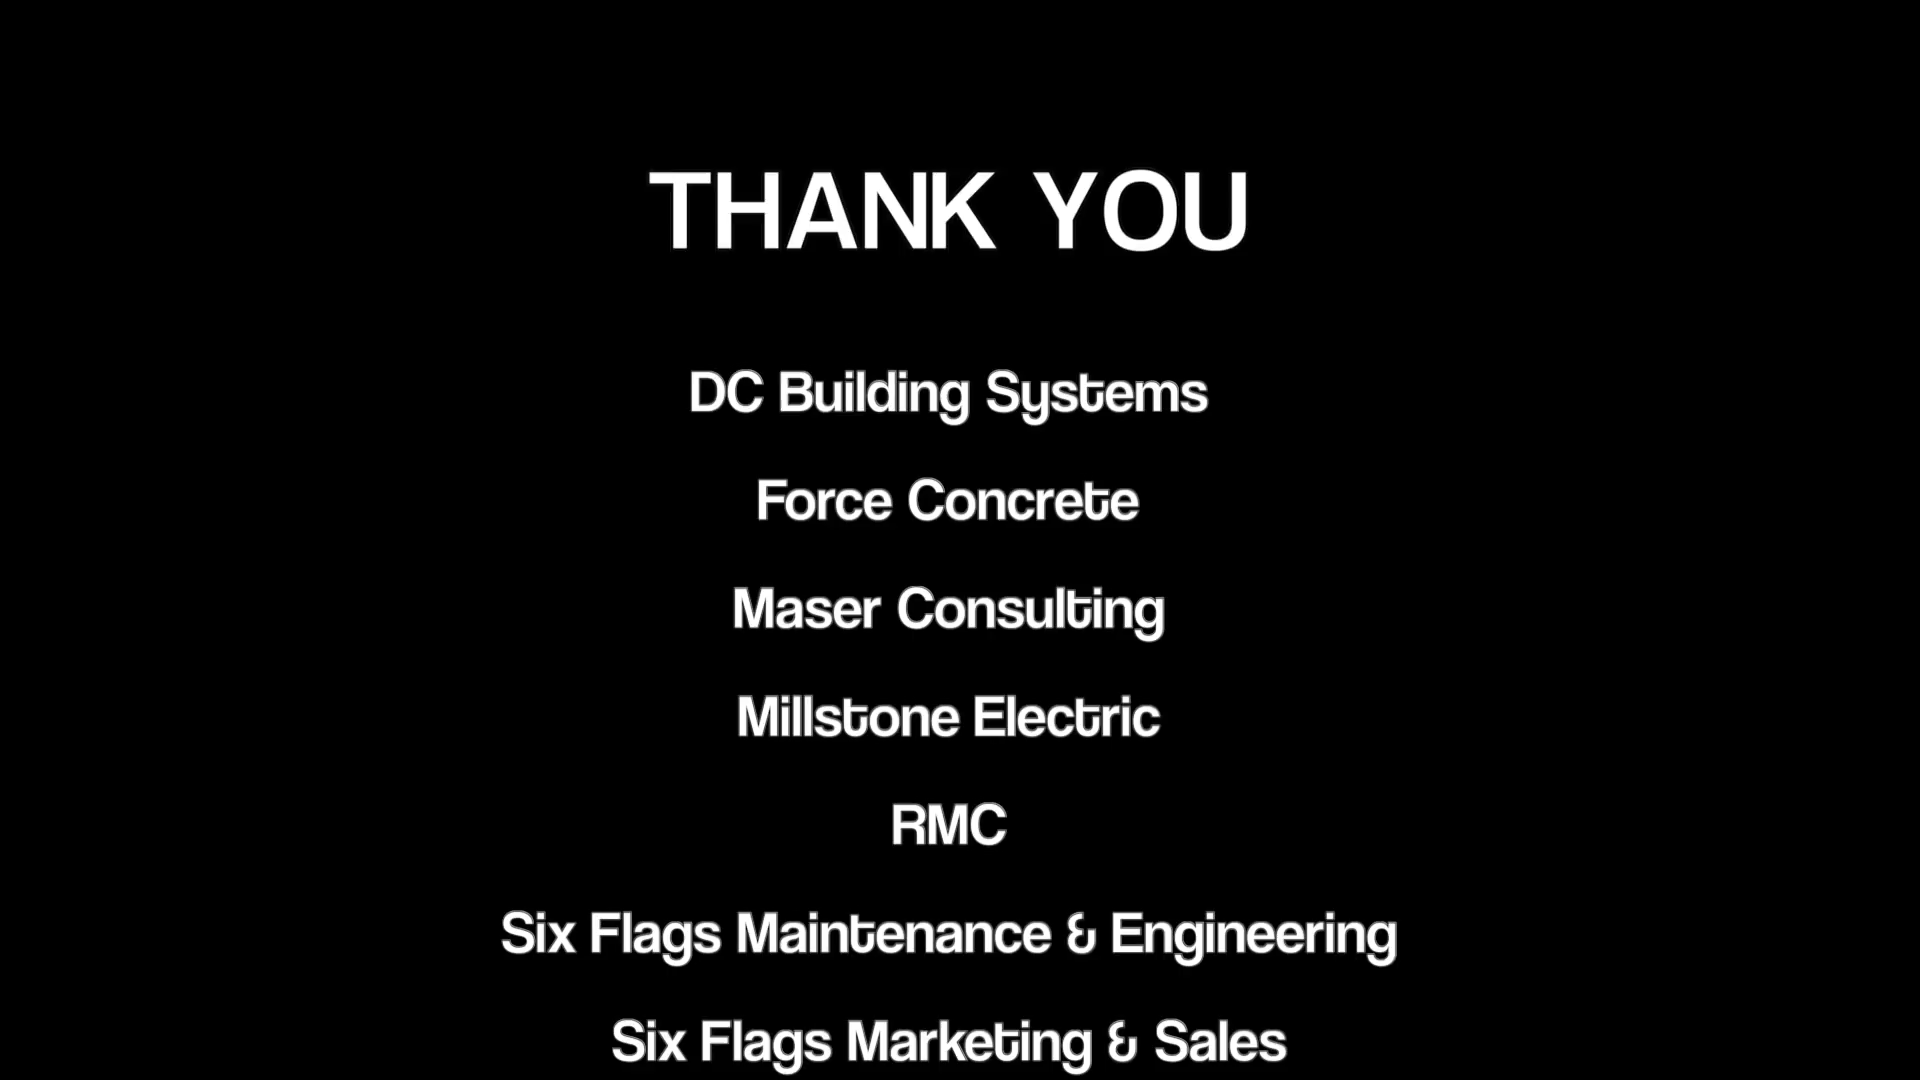 THANK YOU
DC Building Systems
Force Concrete
Maser Consulting
Millstone Electric
RMC
Six Flags Maintenance & Engineering
Six Flags Marketing & Sales